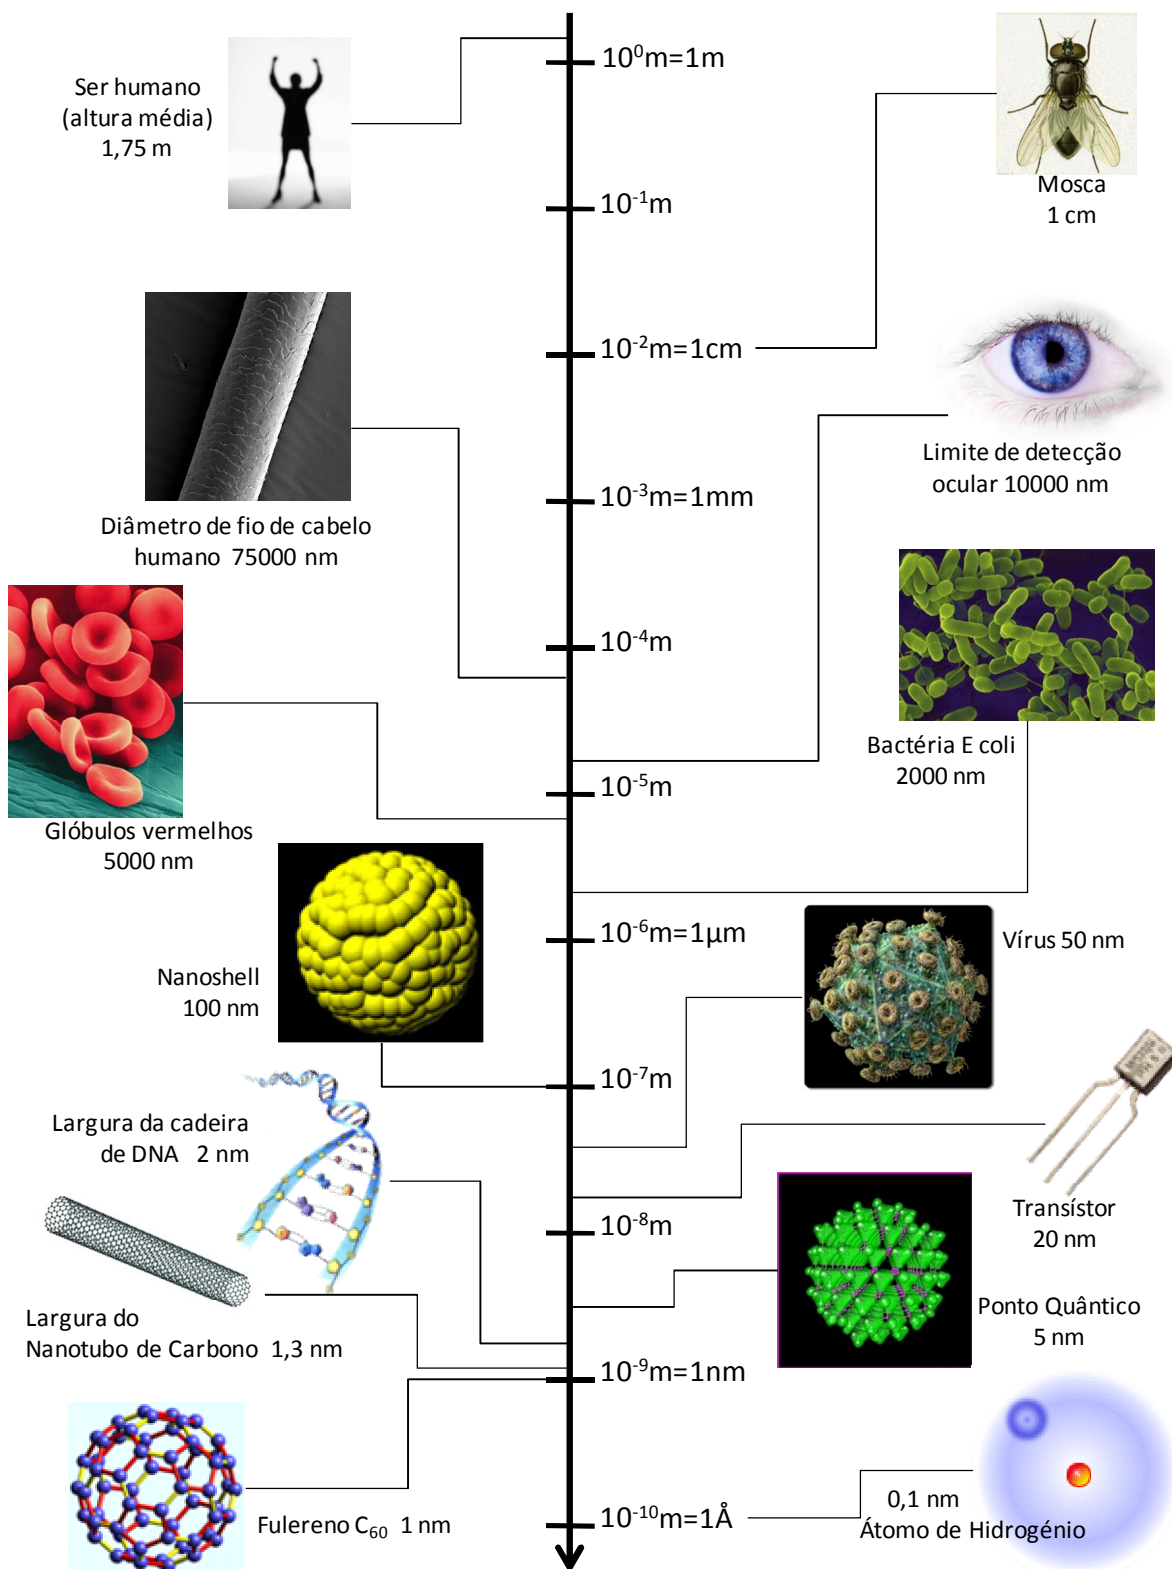 10⁰m=1m
Ser humano
(altura média)
1,75 m
Mosca
1 cm
10⁻¹m
10⁻²m=1cm
Limite de detecção
ocular 10000 nm
10⁻³m=1mm
Diâmetro de fio de cabelo
humano 75000 nm
10⁻⁴m
Bactéria E coli
2000 nm
10⁻⁵m
Glóbulos vermelhos
5000 nm
10⁻⁶m=1µm
Vírus 50 nm
Nanoshell
100 nm
10⁻⁷m
Largura da cadeira
de DNA 2 nm
Transístor
20 nm
10⁻⁸m
Ponto Quântico
5 nm
Largura do
Nanotubo de Carbono 1,3 nm
10⁻⁹m=1nm
Fulereno C₆₀ 1 nm
10⁻¹⁰m=1Å
0,1 nm
Átomo de Hidrogénio